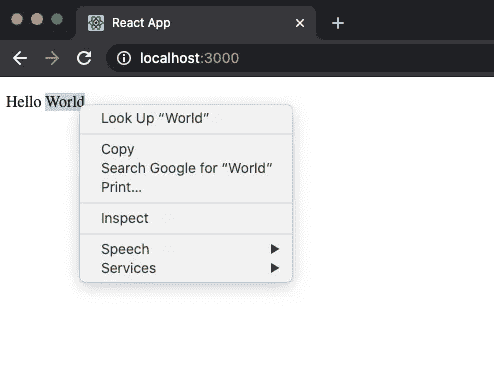 React App
localhost:3000
Hello World
Look Up “World”
Copy
Search Google for “World”
Print...
Inspect
Speech
Services